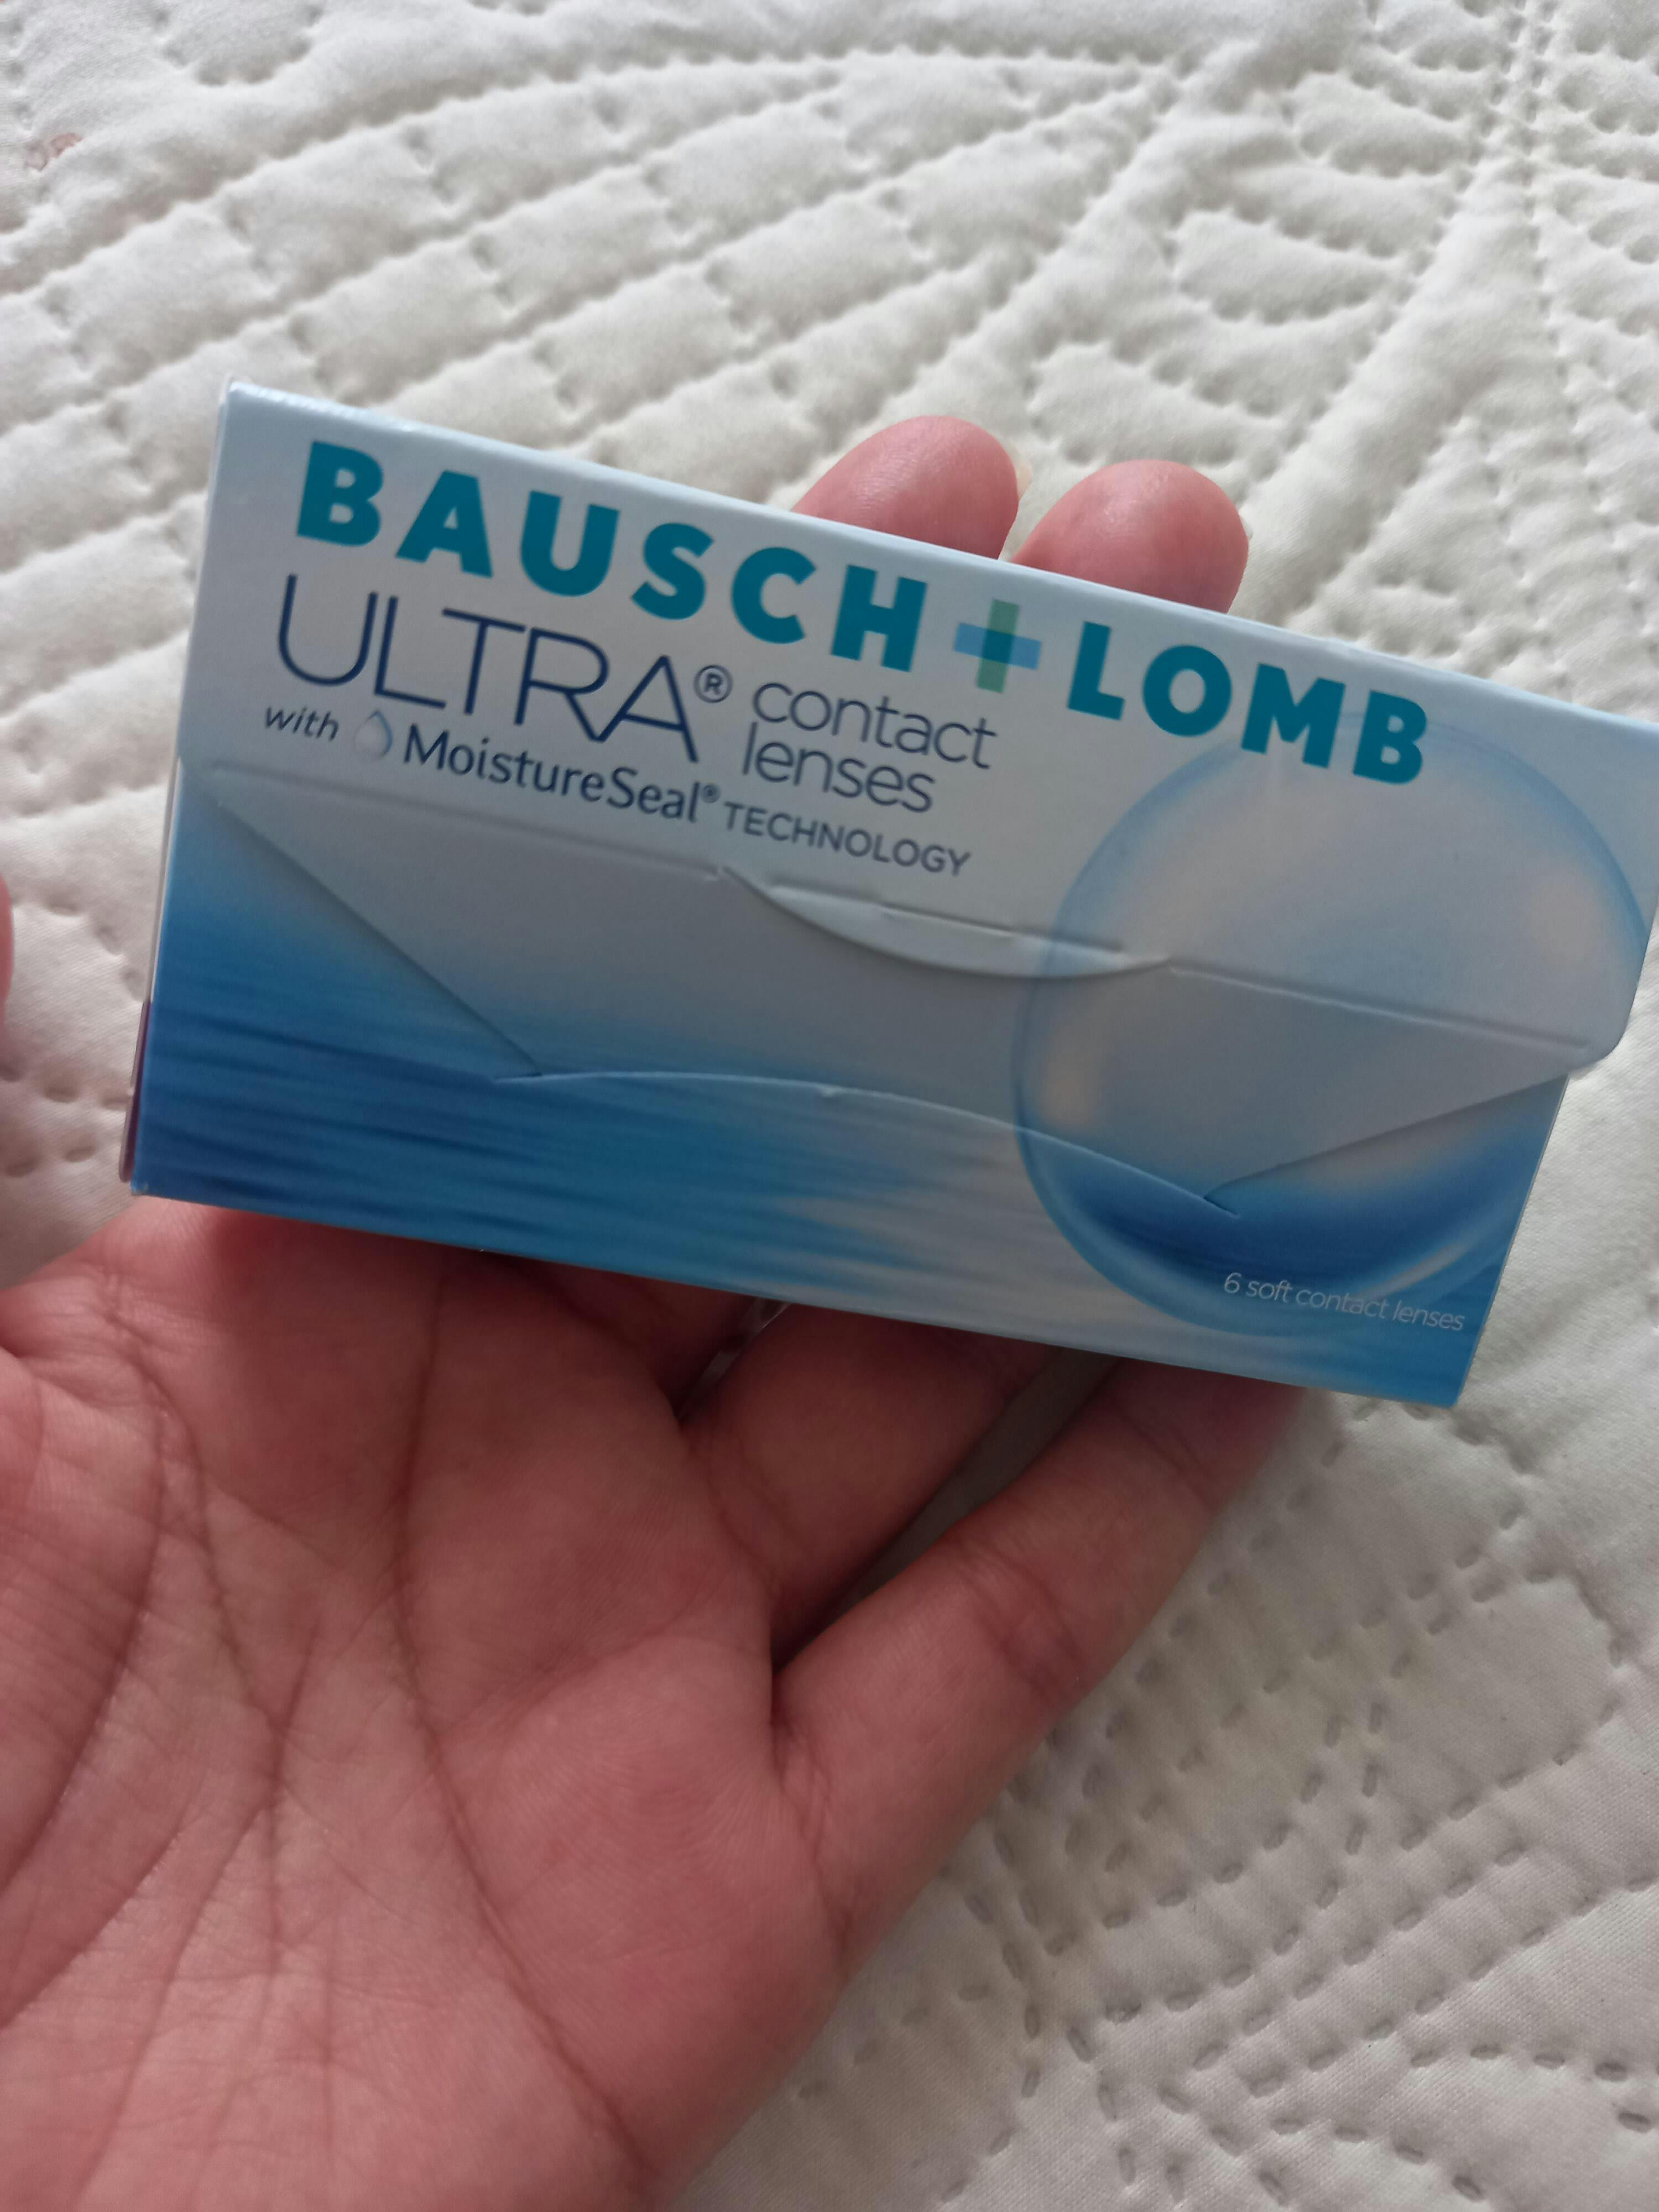 BAUSCH + LOMB
ULTRA® contact lenses
with MoistureSeal® TECHNOLOGY
6 soft contact lenses